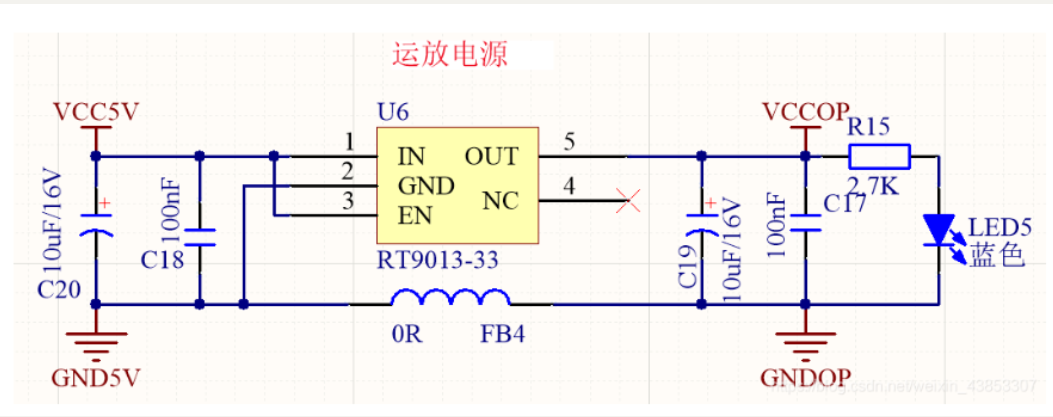 运放电源
VCC5V
U6
VCCOP
R15
1
IN
OUT
5
2
GND
NC
4
3
EN
2.7K
C17
10uF/16V
100nF
C18
C20
RT9013-33
C19
10uF/16V
100nF
LED5
蓝色
0R
FB4
GND5V
GNDOP
https://blog.csdn.net/weixin_43853307